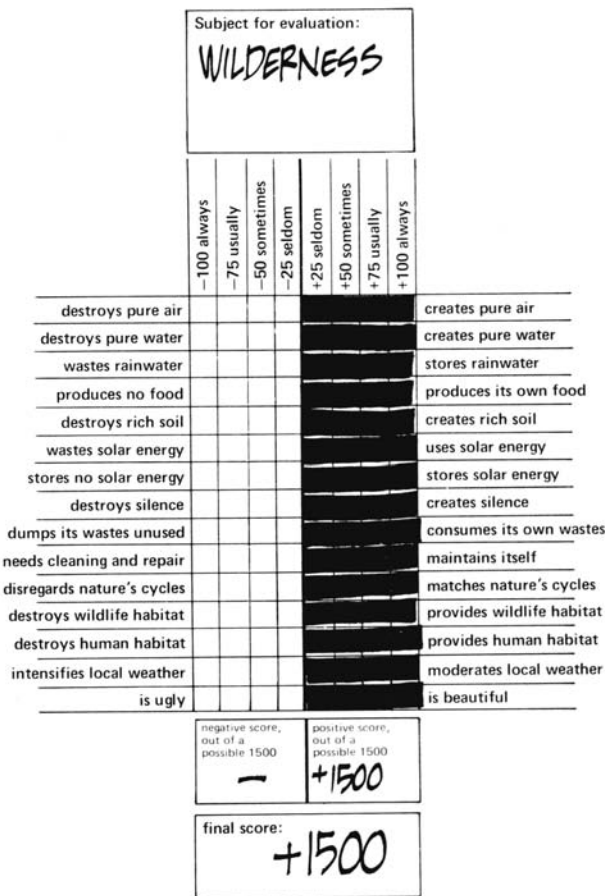 Subject for evaluation:
WILDERNESS
−100 always
−75 usually
−50 sometimes
−25 seldom
+25 seldom
+50 sometimes
+75 usually
+100 always
destroys pure air creates pure air
destroys pure water creates pure water
wastes rainwater stores rainwater
produces no food produces its own food
destroys rich soil creates rich soil
wastes solar energy uses solar energy
stores no solar energy stores solar energy
destroys silence creates silence
dumps its wastes unused consumes its own wastes
needs cleaning and repair maintains itself
disregards nature's cycles matches nature's cycles
destroys wildlife habitat provides wildlife habitat
destroys human habitat provides human habitat
intensifies local weather moderates local weather
is ugly is beautiful
negative score,
out of a
possible 1500
−
positive score,
out of a
possible 1500
+1500
final score:
+1500